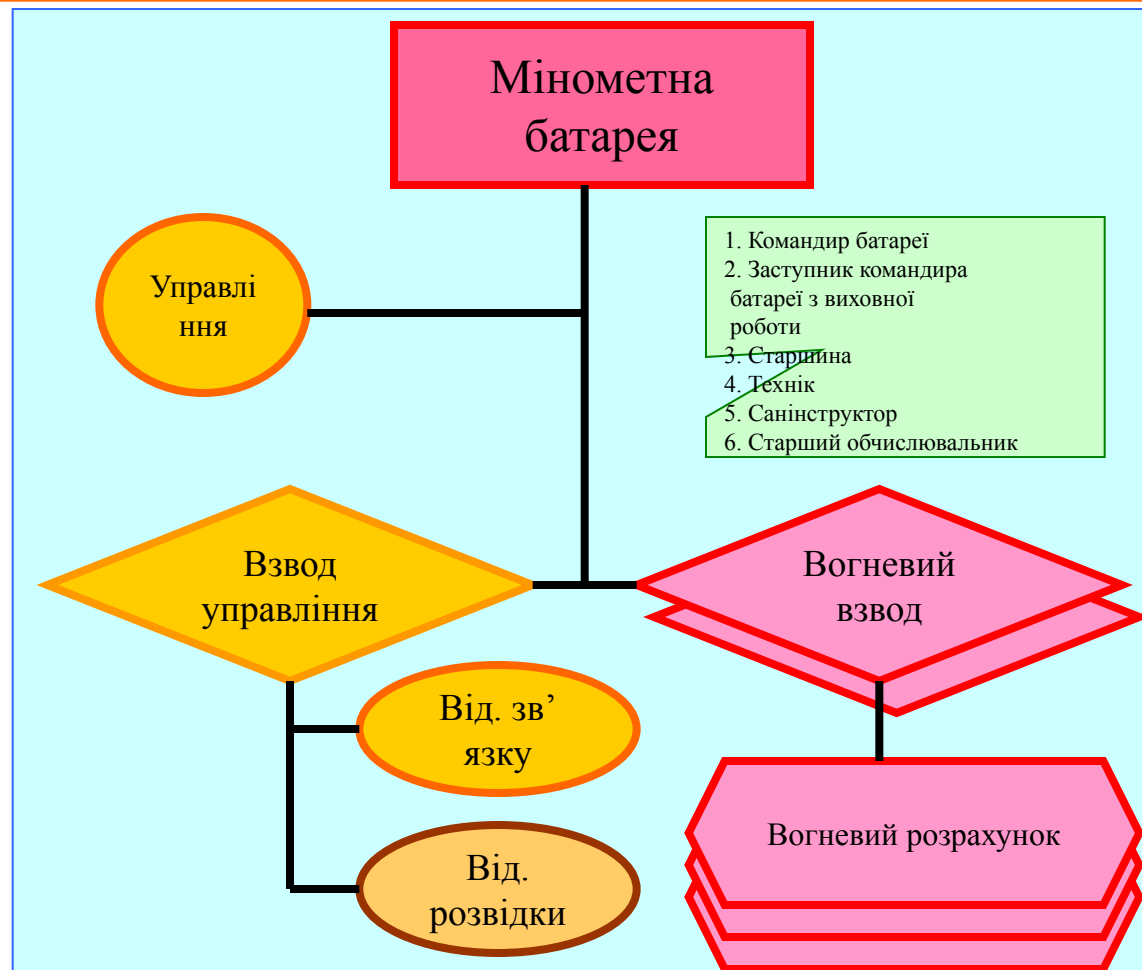 Мінометна
батарея
Управлі
ння
1. Командир батареї
2. Заступник командира
батареї з виховної
роботи
3. Старшина
4. Технік
5. Санінструктор
6. Старший обчислювальник
Взвод
управління
Вогневий
взвод
Від. зв’
язку
Вогневий розрахунок
Від.
розвідки